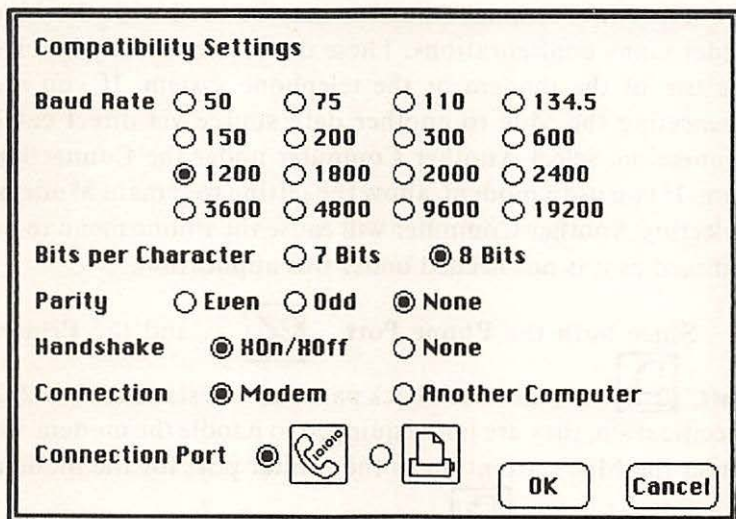 Compatibility Settings
Baud Rate 50 75 110 134.5
150 200 300 600
1200 1800 2000 2400
3600 4800 9600 19200
Bits per Character 7 Bits 8 Bits
Parity Even Odd None
Handshake XOn/XOff None
Connection Modem Another Computer
Connection Port
OK Cancel